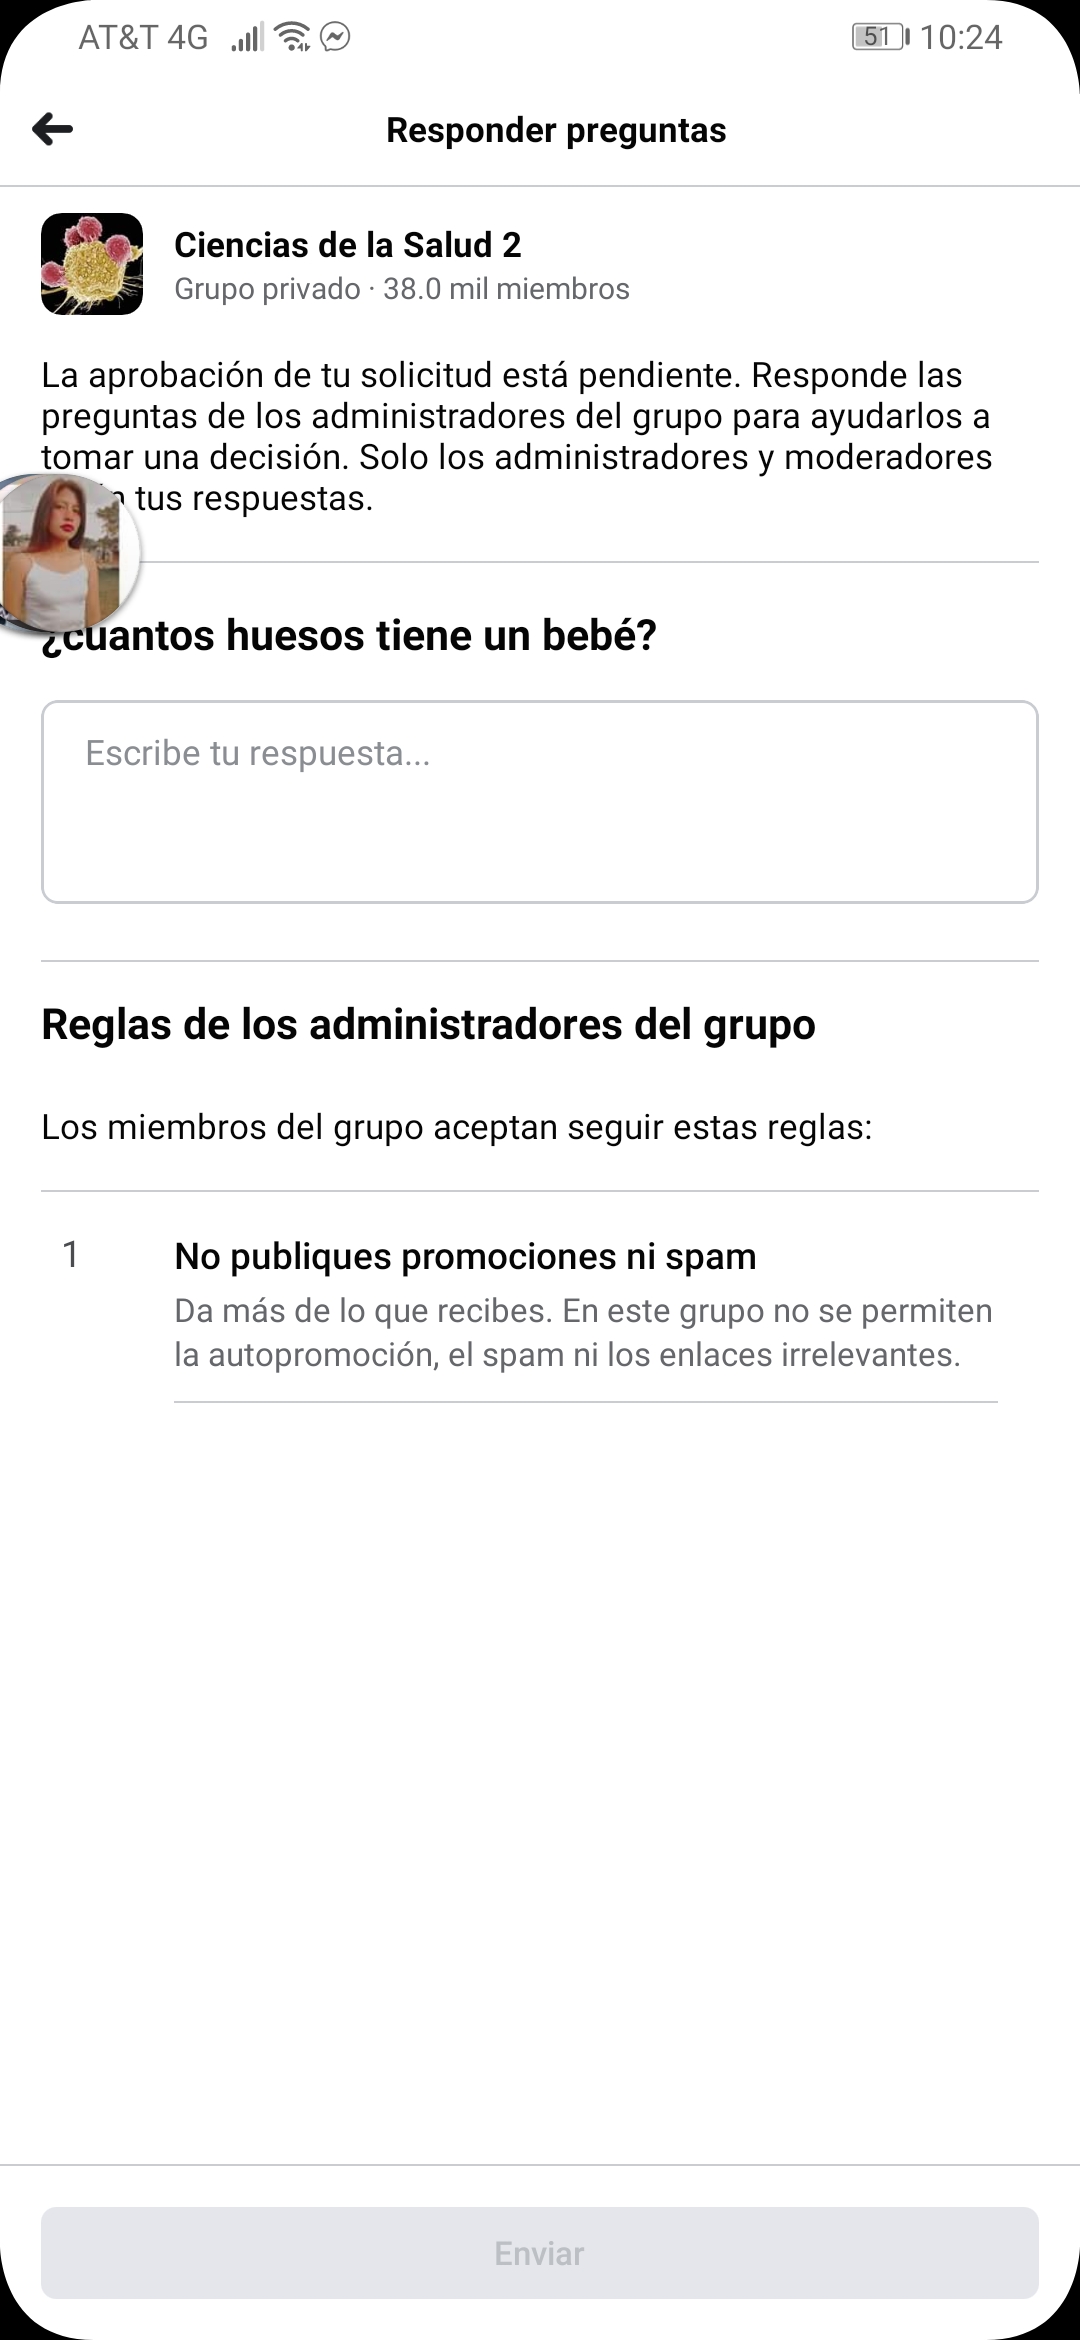 AT&T 4G 51 10:24
Responder preguntas
Ciencias de la Salud 2
Grupo privado · 38.0 mil miembros
La aprobación de tu solicitud está pendiente. Responde las
preguntas de los administradores del grupo para ayudarlos a
tomar una decisión. Solo los administradores y moderadores
tus respuestas.
¿cuantos huesos tiene un bebé?
Escribe tu respuesta...
Reglas de los administradores del grupo
Los miembros del grupo aceptan seguir estas reglas:
1 No publiques promociones ni spam
Da más de lo que recibes. En este grupo no se permiten
la autopromoción, el spam ni los enlaces irrelevantes.
Enviar